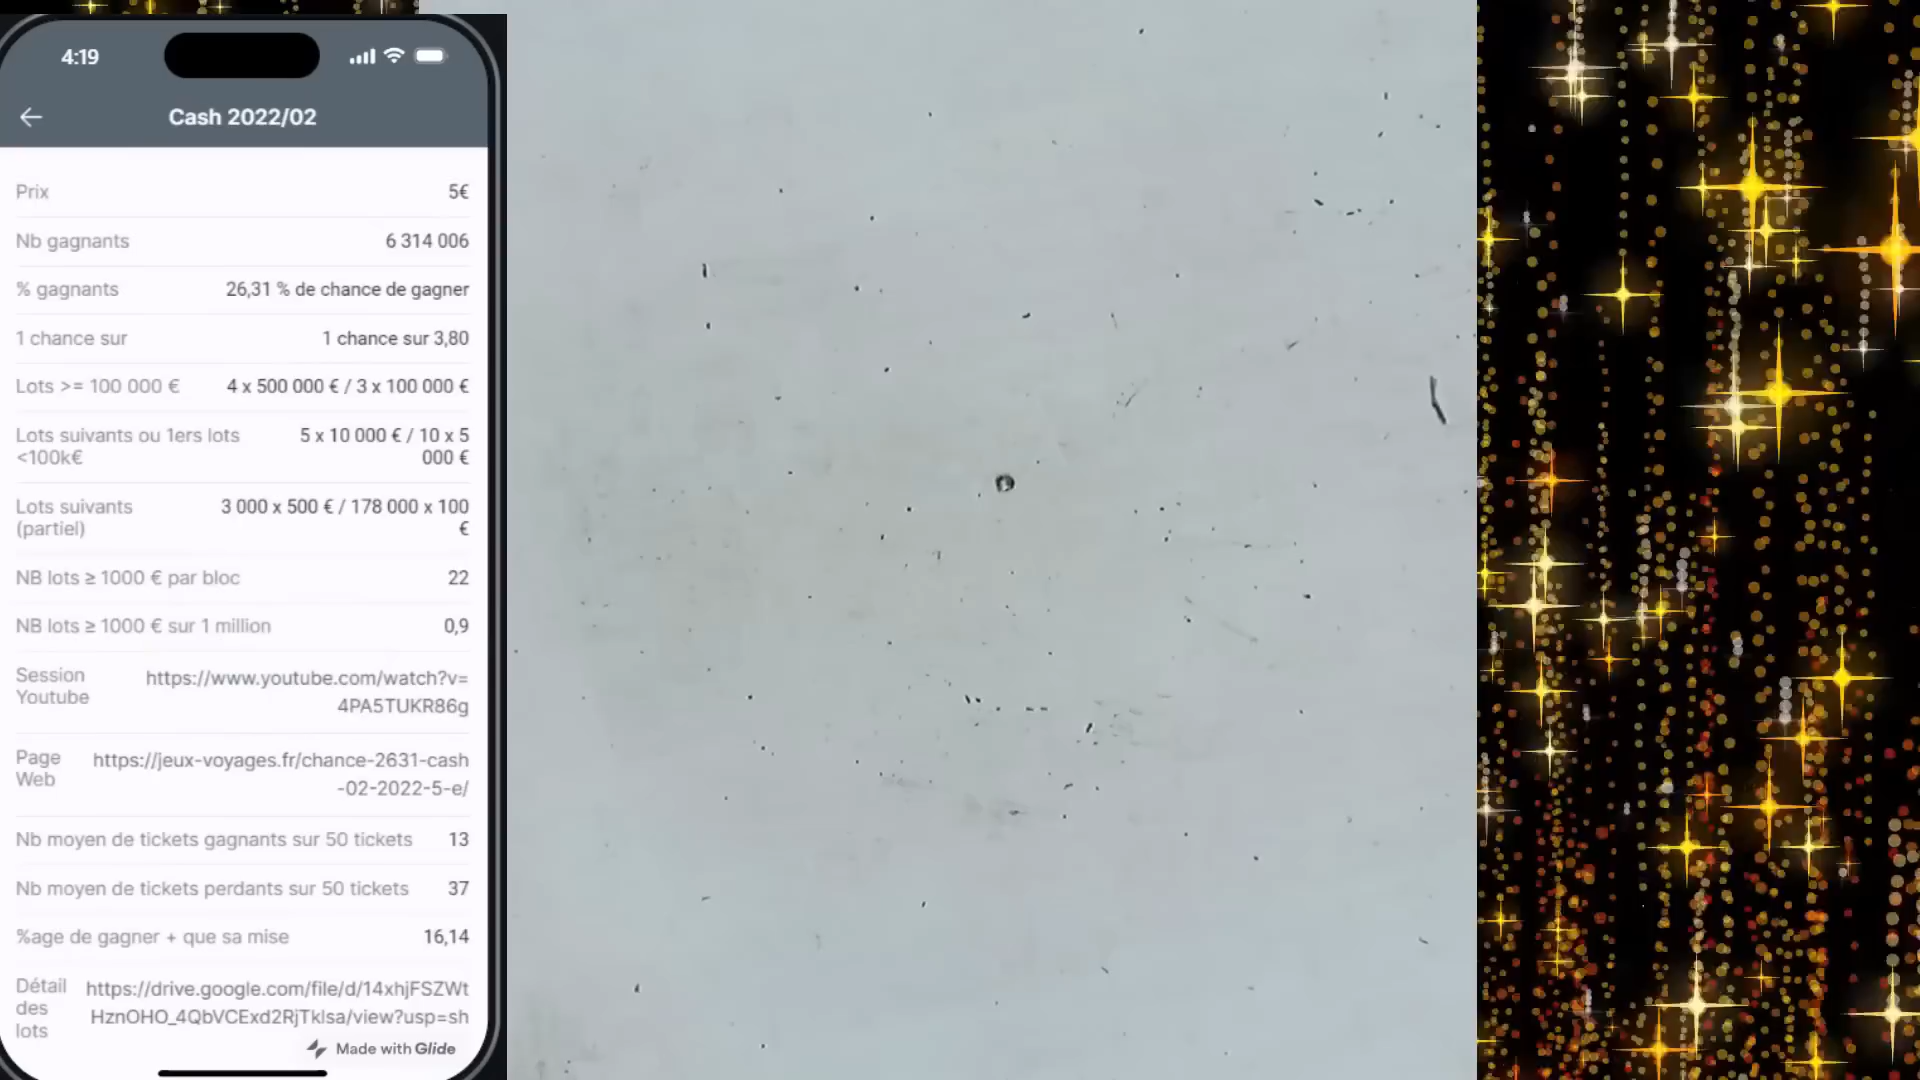 4:19
Cash 2022/02
Prix 5€
Nb gagnants 6 314 006
% gagnants 26,31 % de chance de gagner
1 chance sur 1 chance sur 3,80
Lots >= 100 000 € 4 x 500 000 € / 3 x 100 000 €
Lots suivants ou 1ers lots 5 x 10 000 € / 10 x 5
<100k€ 000 €
Lots suivants 3 000 x 500 € / 178 000 x 100
(partiel) €
NB lots ≥ 1000 € par bloc 22
NB lots ≥ 1000 € sur 1 million 0,9
Session https://www.youtube.com/watch?v=
Youtube 4PA5TUKR86g
Page https://jeux-voyages.fr/chance-2631-cash
Web -02-2022-5-e/
Nb moyen de tickets gagnants sur 50 tickets 13
Nb moyen de tickets perdants sur 50 tickets 37
%age de gagner + que sa mise 16,14
Détail https://drive.google.com/file/d/14xhjFSZWt
des HznOHO_4QbVCExd2RjTklsa/view?usp=sh
lots
Made with Glide